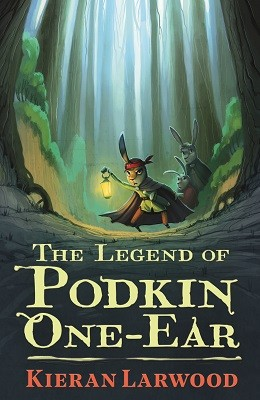 The Legend of
Podkin
One-Ear
Kieran Larwood